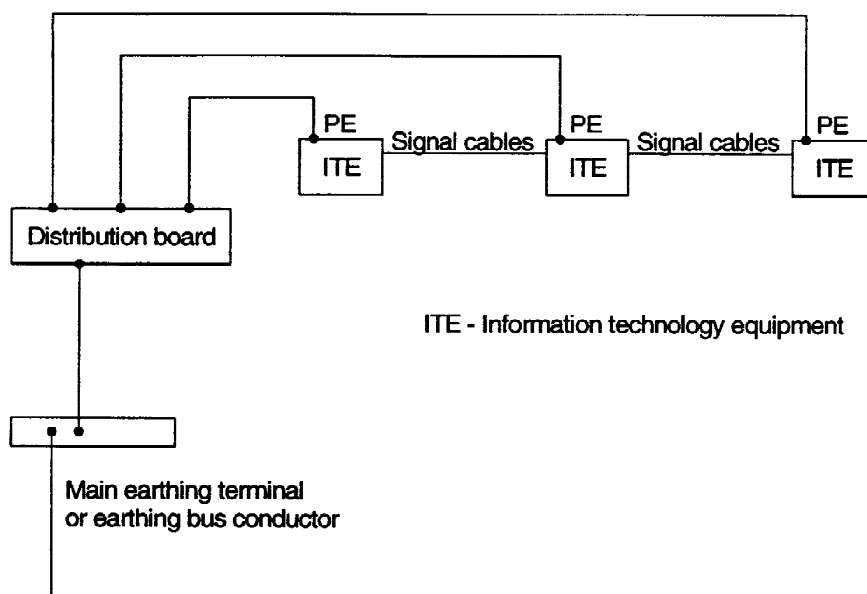 PE
PE
PE
Signal cables
Signal cables
ITE
ITE
ITE
Distribution board
ITE - Information technology equipment
Main earthing terminal
or earthing bus conductor